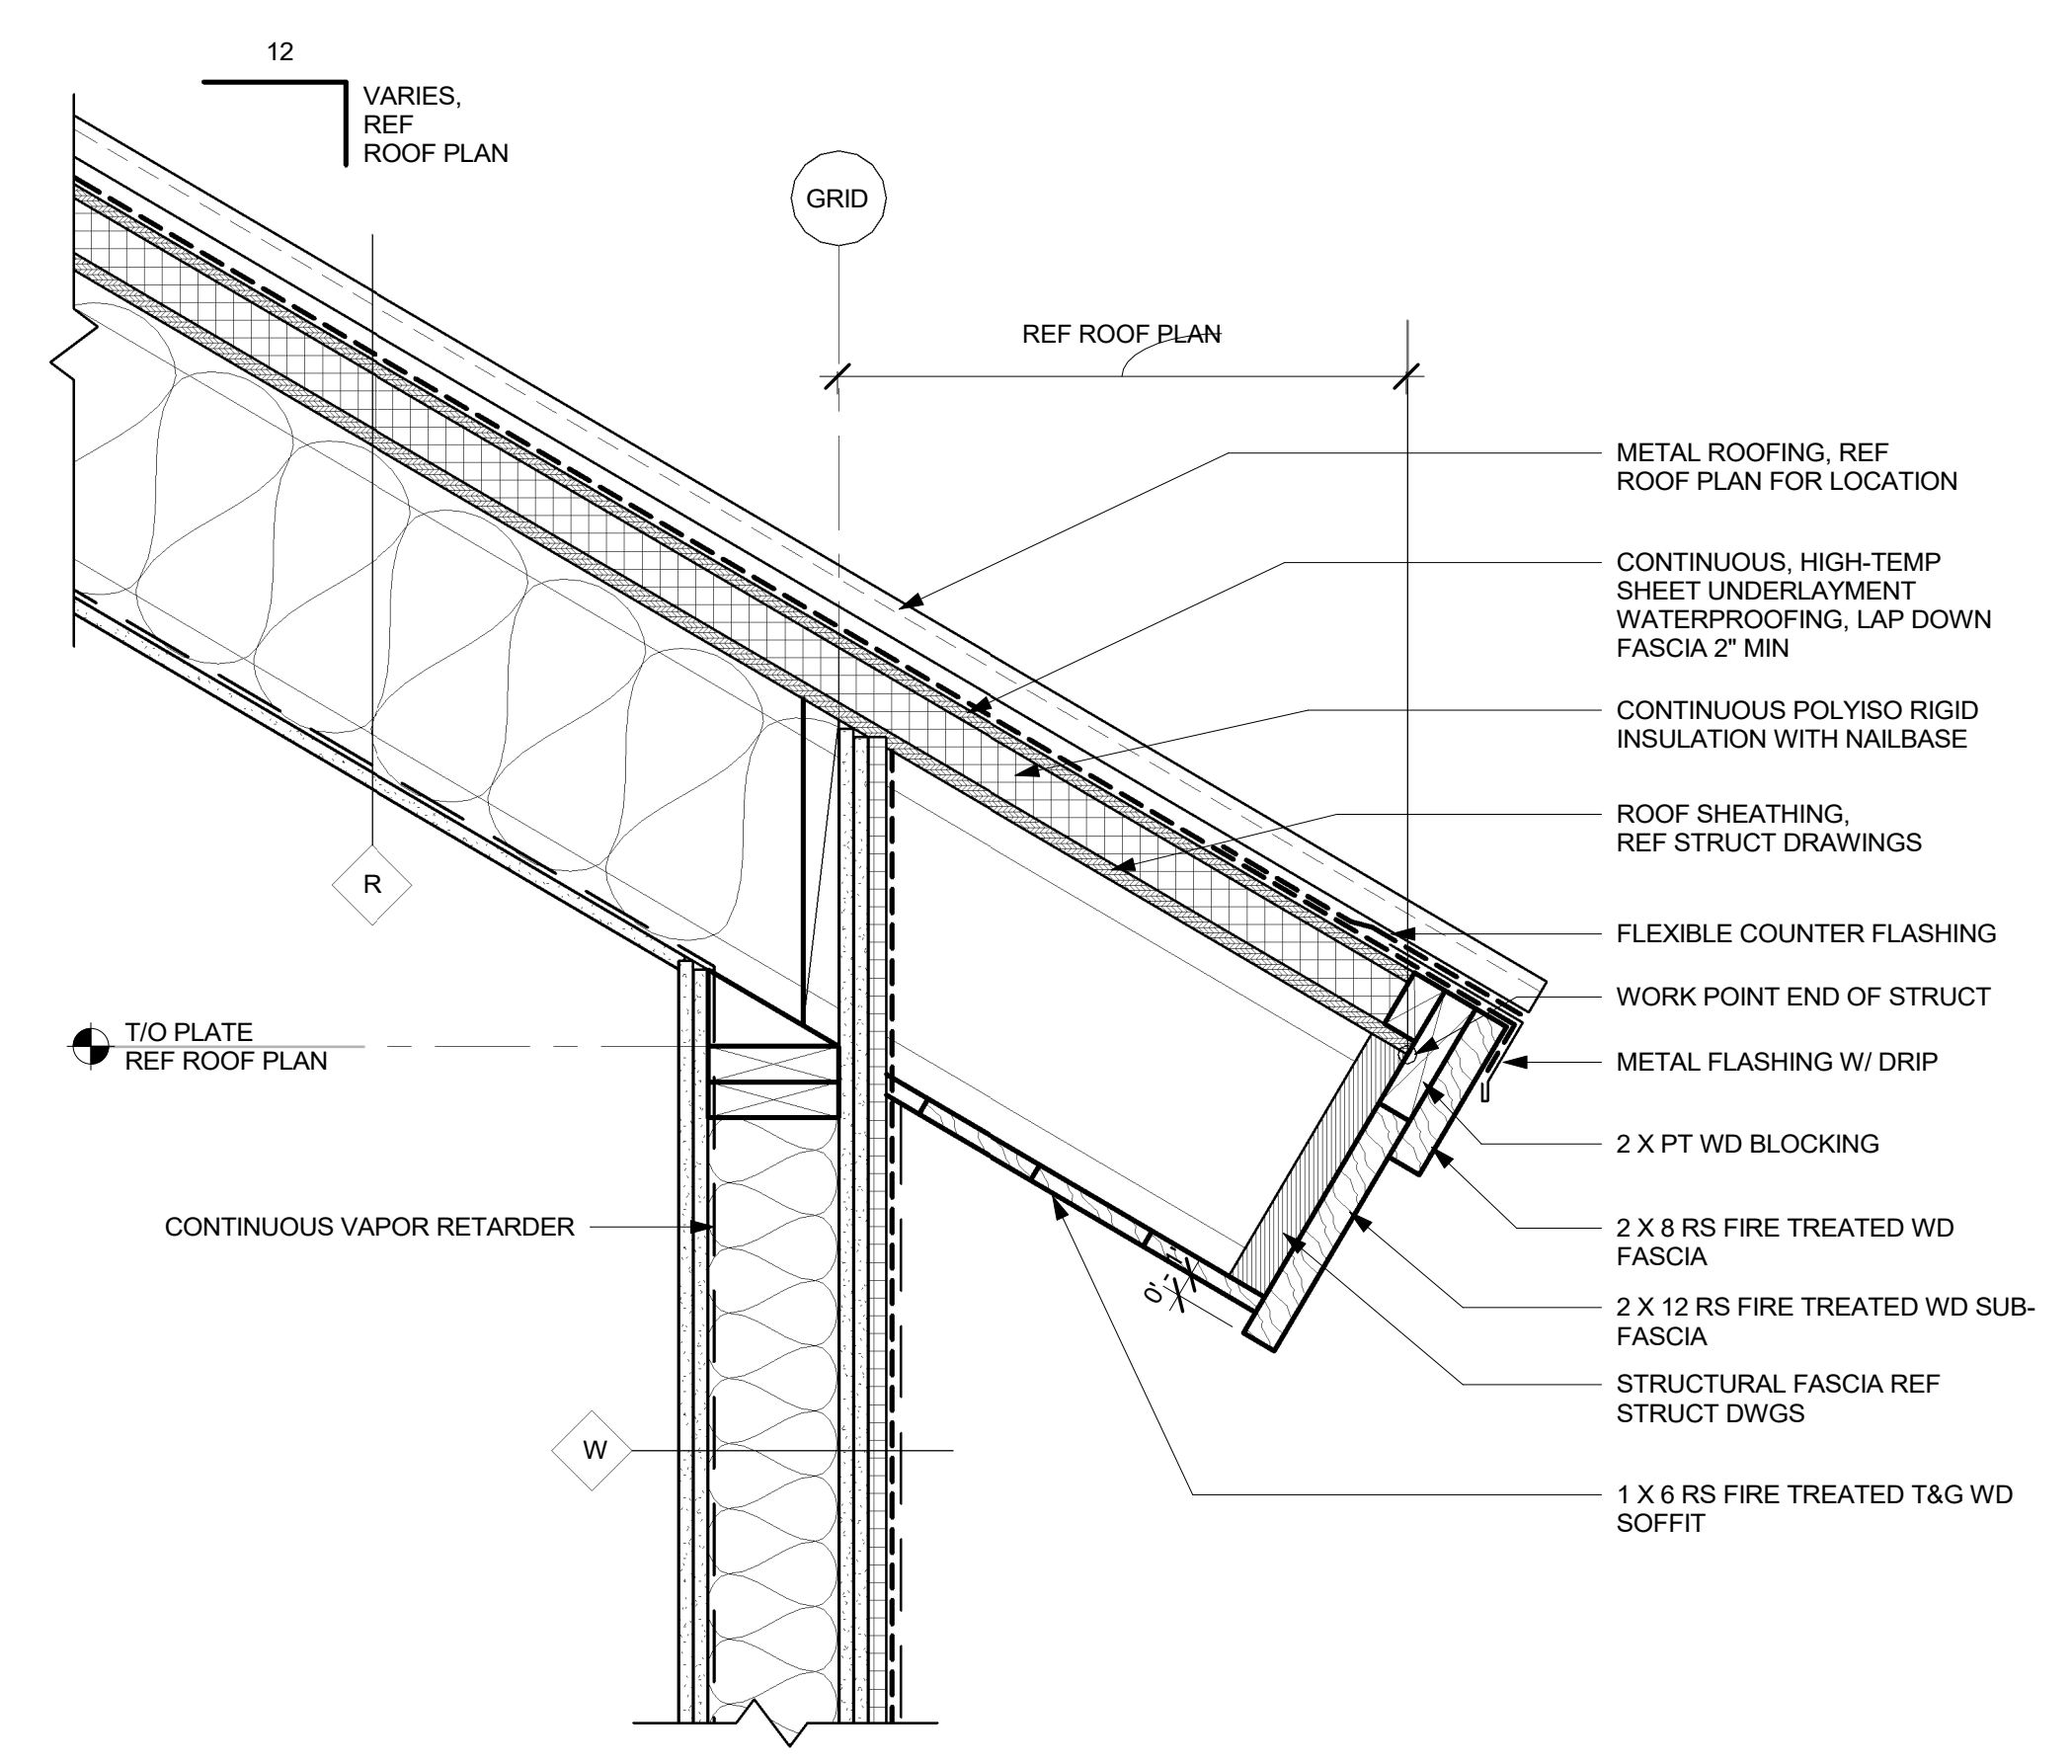 12
VARIES,
REF
ROOF PLAN
GRID
REF ROOF PLAN
METAL ROOFING, REF
ROOF PLAN FOR LOCATION
CONTINUOUS, HIGH-TEMP
SHEET UNDERLAYMENT
WATERPROOFING, LAP DOWN
FASCIA 2" MIN
CONTINUOUS POLYISO RIGID
INSULATION WITH NAILBASE
ROOF SHEATHING,
REF STRUCT DRAWINGS
R
FLEXIBLE COUNTER FLASHING
WORK POINT END OF STRUCT
T/O PLATE
REF ROOF PLAN
METAL FLASHING W/ DRIP
2 X PT WD BLOCKING
CONTINUOUS VAPOR RETARDER
2 X 8 RS FIRE TREATED WD
FASCIA
0' - 1"
2 X 12 RS FIRE TREATED WD SUB-
FASCIA
STRUCTURAL FASCIA REF
STRUCT DWGS
W
1 X 6 RS FIRE TREATED T&G WD
SOFFIT